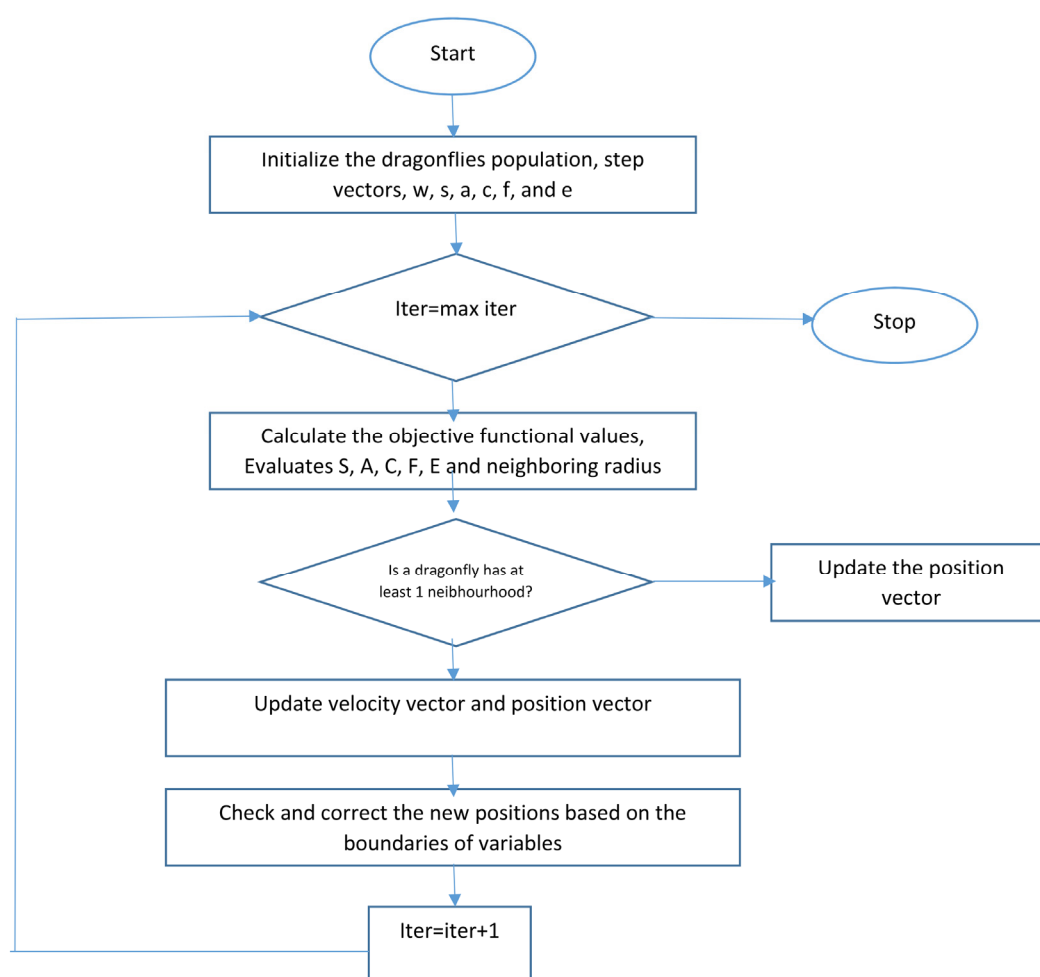 Start
Initialize the dragonflies population, step
vectors, w, s, a, c, f, and e
Iter=max iter
Stop
Calculate the objective functional values,
Evaluates S, A, C, F, E and neighboring radius
Is a dragonfly has at
least 1 neibhourhood?
Update the position
vector
Update velocity vector and position vector
Check and correct the new positions based on the
boundaries of variables
Iter=iter+1